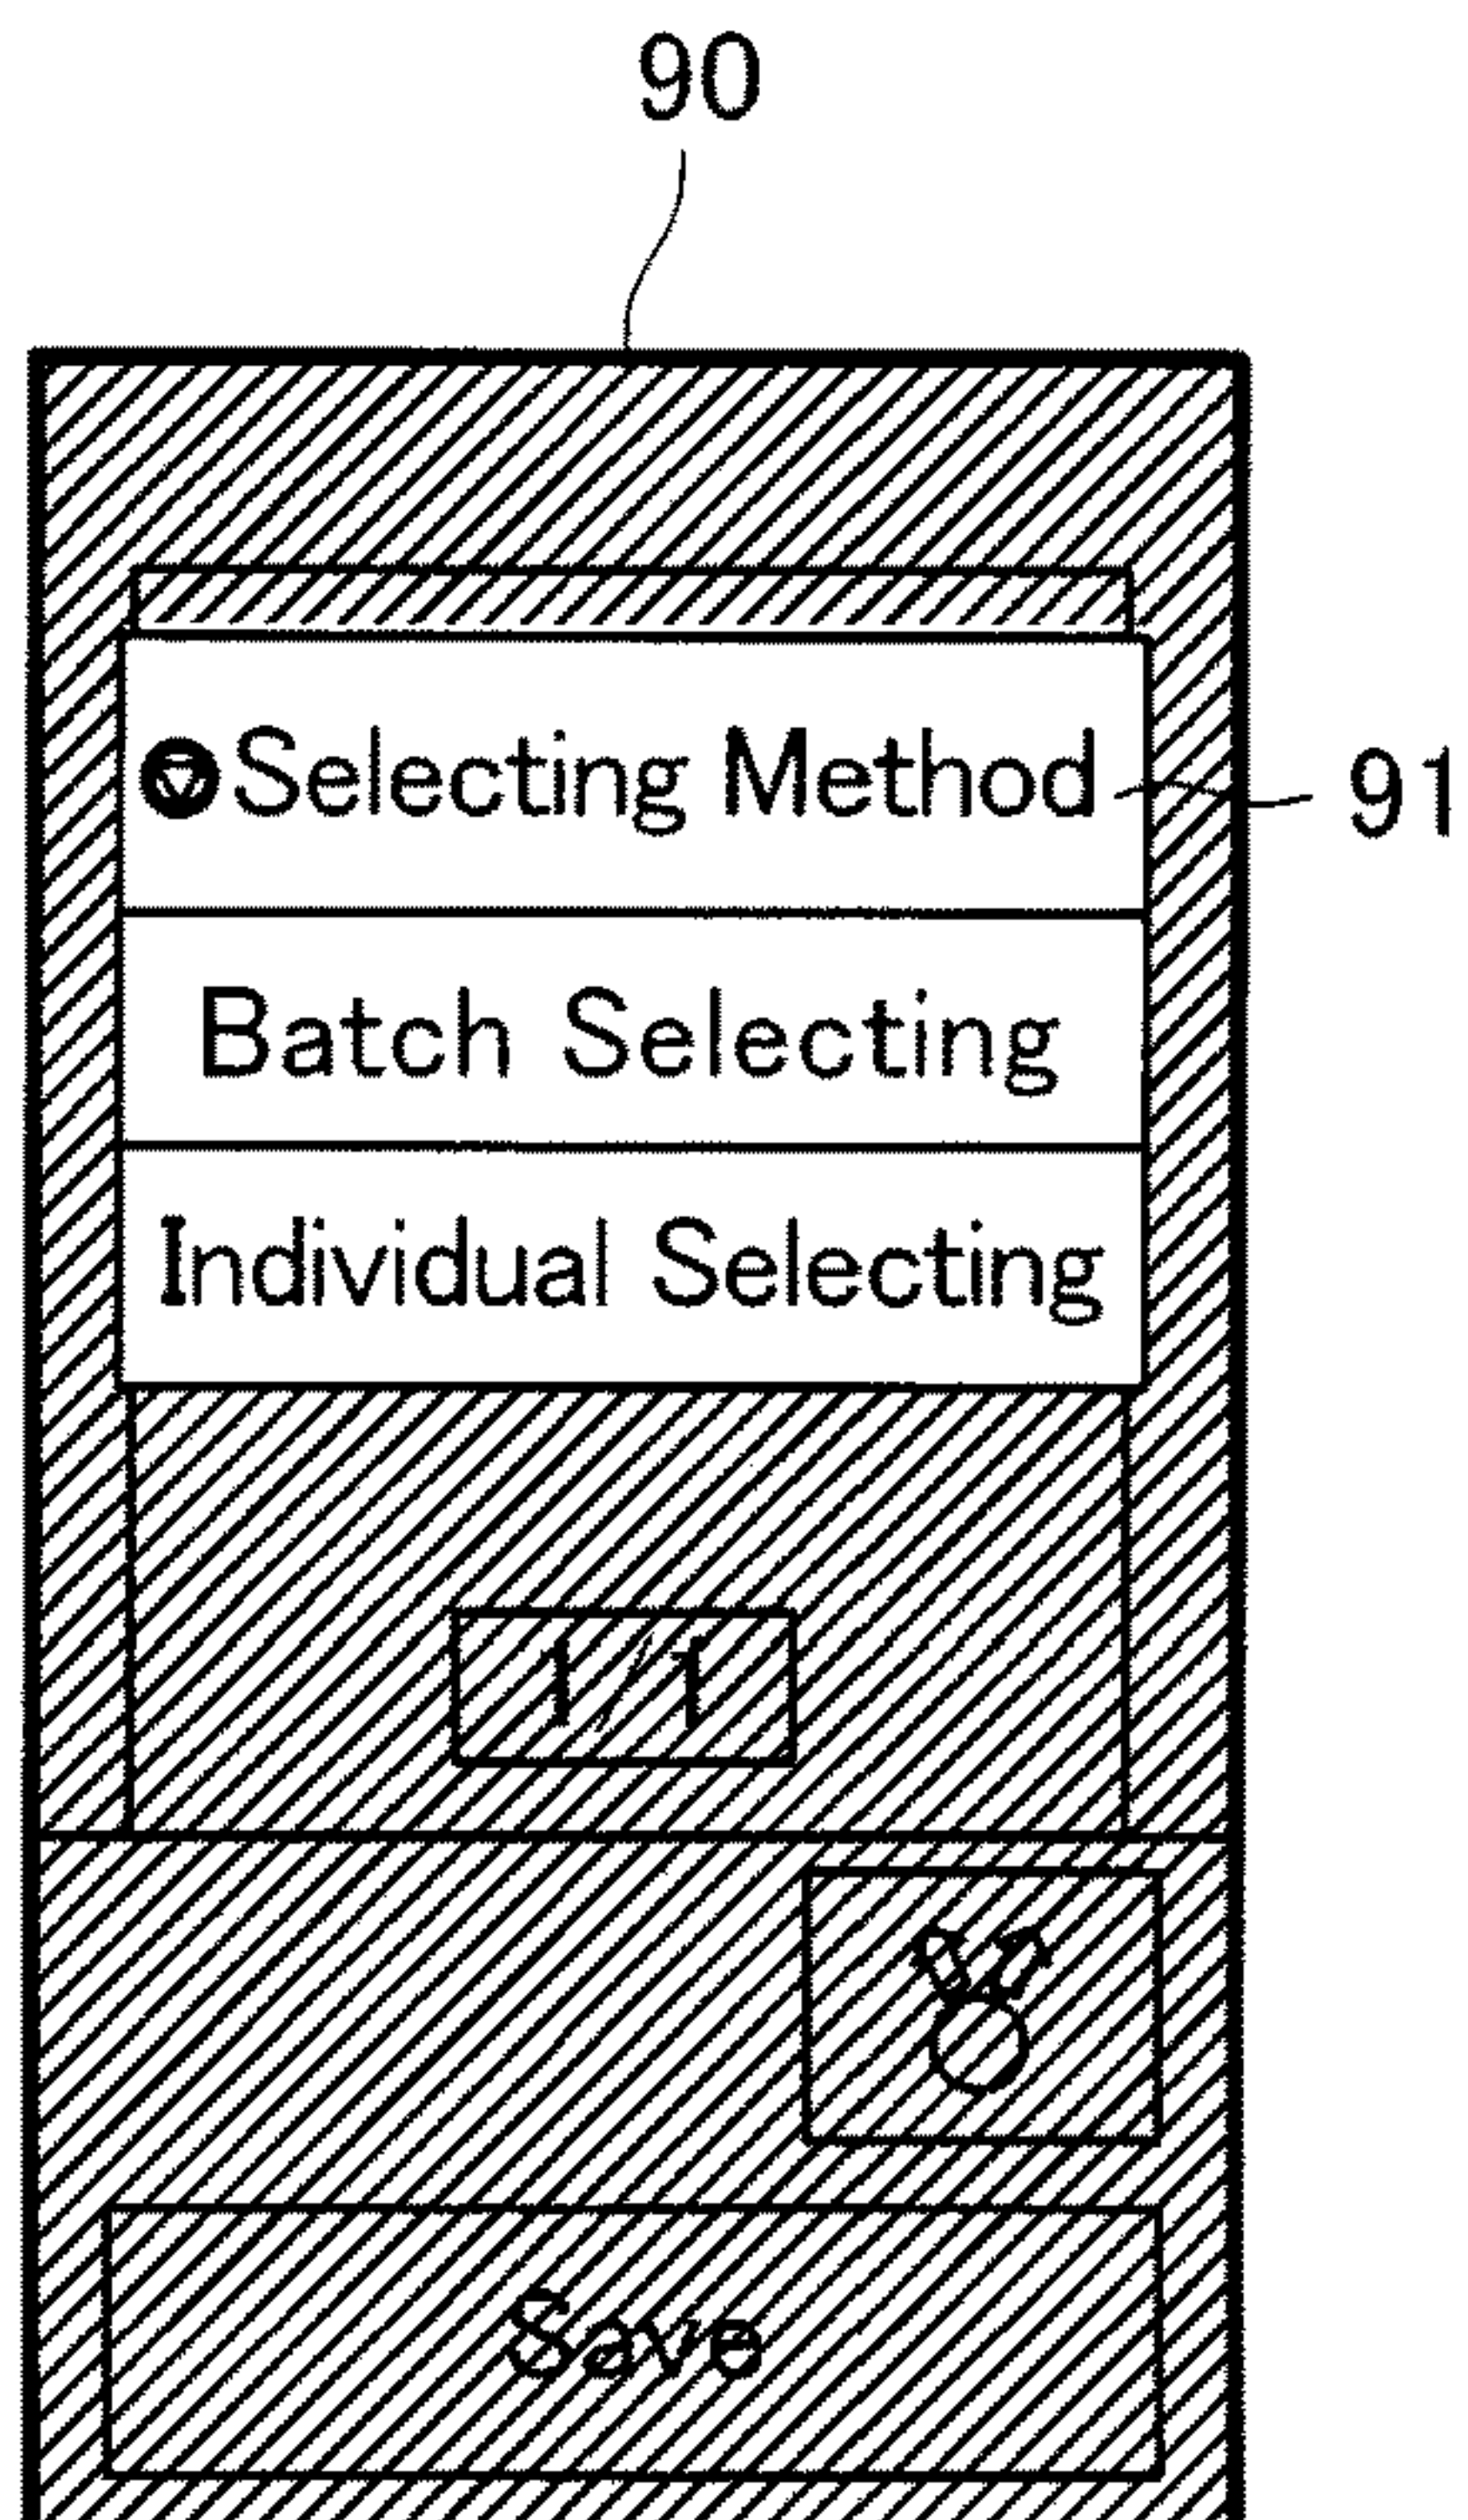 90
Selecting Method
91
Batch Selecting
Individual Selecting
1/1
Save